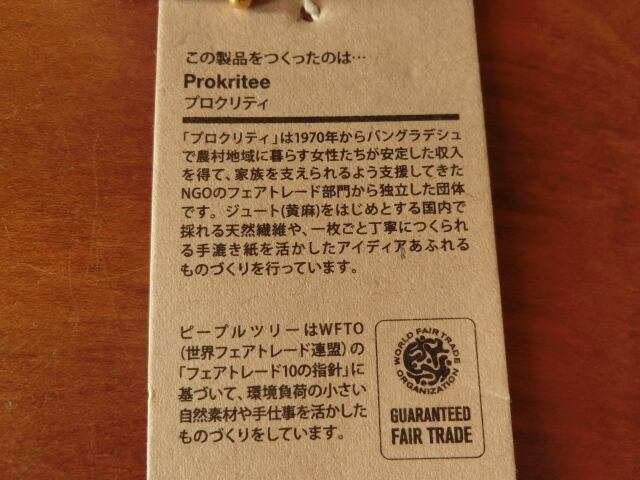 この製品をつくったのは…
Prokritee
プロクリティ
「プロクリティ」は1970年からバングラデシュ
で農村地域に暮らす女性たちが安定した収入
を得て、家族を支えられるよう支援してきた
NGOのフェアトレード部門から独立した団体
です。ジュート(黄麻)をはじめとする国内で
採れる天然繊維や、一枚ごと丁寧につくられ
る手漉き紙を活かしたアイディアあふれる
ものづくりを行っています。
ピープルツリーはWFTO
(世界フェアトレード連盟)の
「フェアトレード10の指針」に
基づいて、環境負荷の小さい
自然素材や手仕事を活かした
ものづくりをしています。
WORLD FAIR TRADE
ORGANIZATION
GUARANTEED
FAIR TRADE